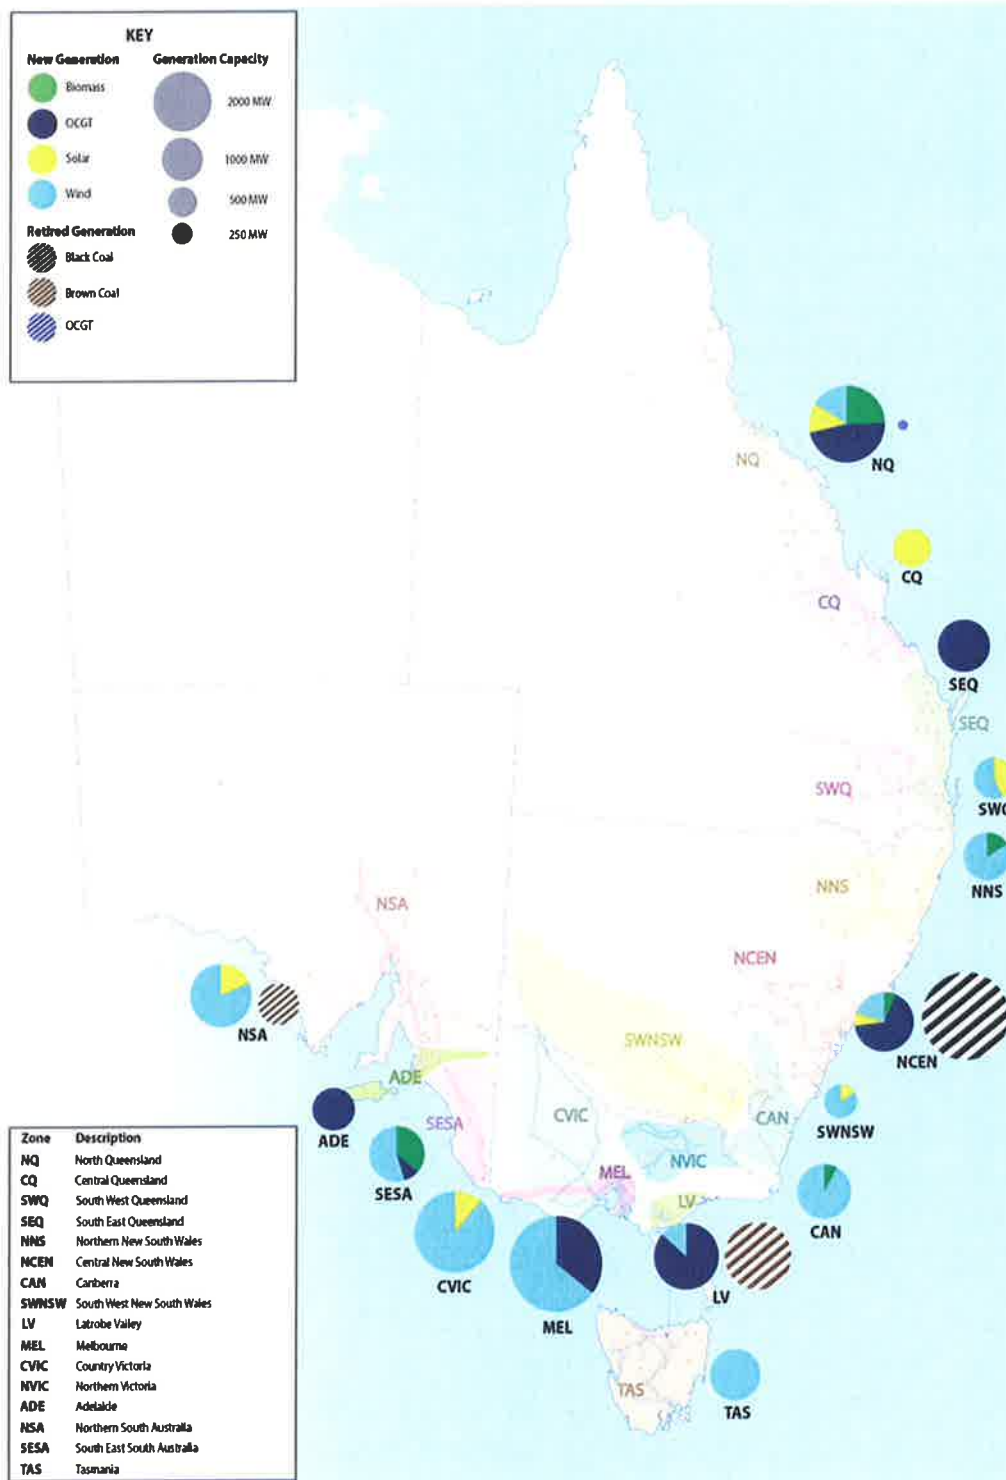 KEY
New Generation
Generation Capacity
Biomass
OCGT
Solar
Wind
2000 MW
1000 MW
500 MW
250 MW
Retired Generation
Black Coal
Brown Coal
OCGT
NQ
NQ
CQ
CQ
SEQ
SEQ
SWQ
SWQ
NNS
NNS
NSA
NCEN
NSA
NCEN
SWNSW
ADE
SESA
CVIC
CAN
SWNSW
ADE
NVIC
MEL
SESA
LV
CAN
CVIC
LV
MEL
TAS
TAS
Zone Description
NQ North Queensland
CQ Central Queensland
SWQ South West Queensland
SEQ South East Queensland
NNS Northern New South Wales
NCEN Central New South Wales
CAN Canberra
SWNSW South West New South Wales
LV Latrobe Valley
MEL Melbourne
CVIC Country Victoria
NVIC Northern Victoria
ADE Adelaide
NSA Northern South Australia
SESA South East South Australia
TAS Tasmania